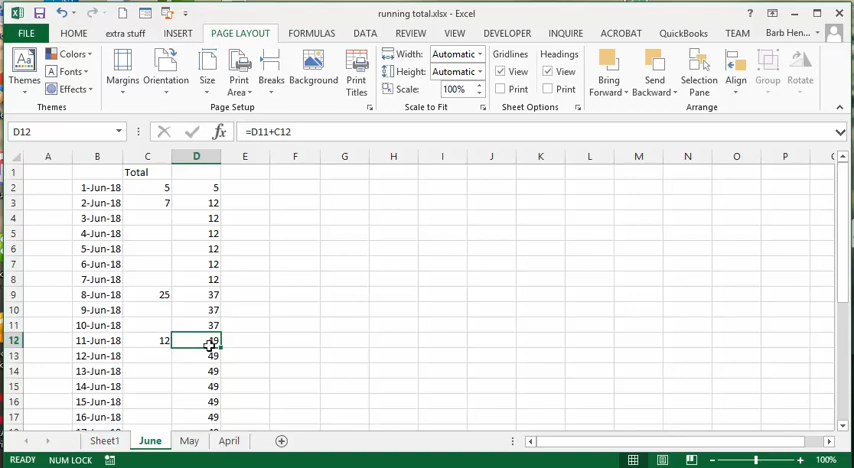 running total.xlsx - Excel
FILE HOME extra stuff INSERT PAGE LAYOUT FORMULAS DATA REVIEW VIEW DEVELOPER INQUIRE ACROBAT QuickBooks TEAM Barb Hen...
Themes Colors Fonts Effects
Margins Orientation Size Print Area Breaks Background Print Titles
Width: Automatic
Height: Automatic
Scale: 100%
Gridlines Headings
View View
Print Print
Bring Forward Send Backward Selection Pane Align Group Rotate
Themes Page Setup Scale to Fit Sheet Options Arrange
D12 =D11+C12
A B C D E F G H I J K L M N O P
1 Total
2 1-Jun-18 5 5
3 2-Jun-18 7 12
4 3-Jun-18 12
5 4-Jun-18 12
6 5-Jun-18 12
7 6-Jun-18 12
8 7-Jun-18 12
9 8-Jun-18 25 37
10 9-Jun-18 37
11 10-Jun-18 37
12 11-Jun-18 12 49
13 12-Jun-18 49
14 13-Jun-18 49
15 14-Jun-18 49
16 15-Jun-18 49
17 16-Jun-18 49
Sheet1 June May April
READY NUM LOCK 100%